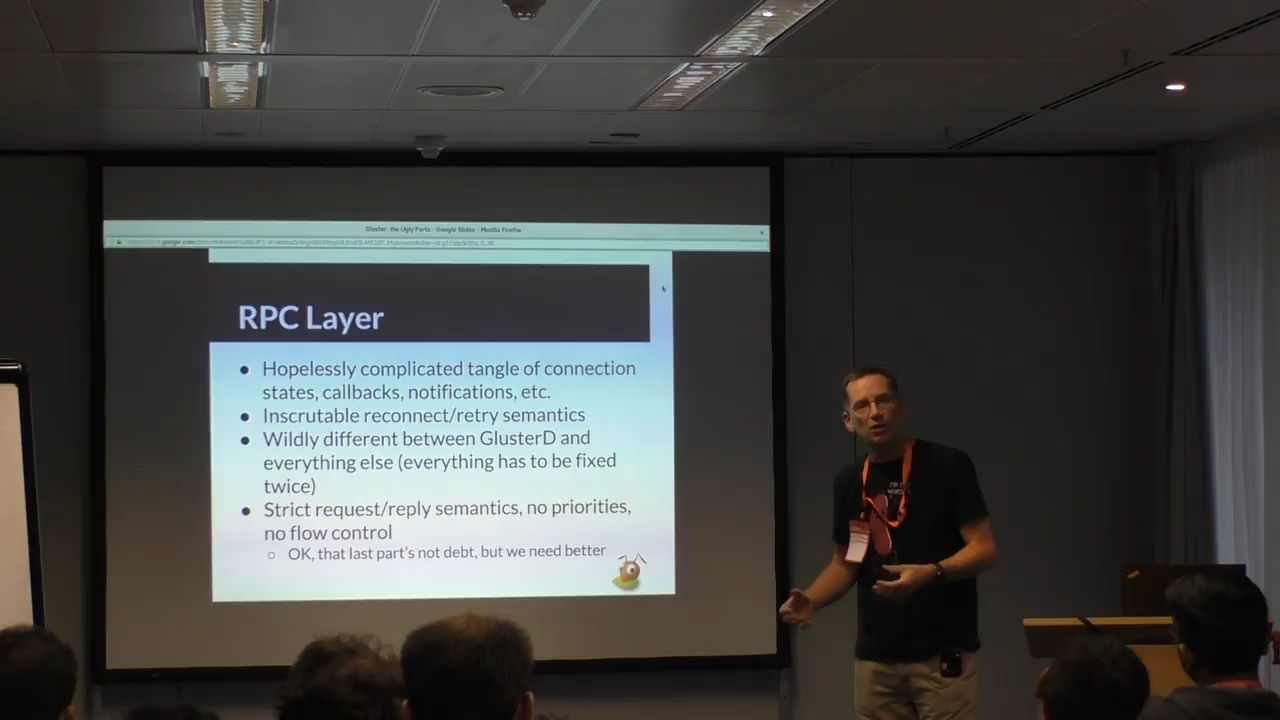 Gluster: the Ugly Parts - Google Slides - Mozilla Firefox
RPC Layer
● Hopelessly complicated tangle of connection
states, callbacks, notifications, etc.
● Inscrutable reconnect/retry semantics
● Wildly different between GlusterD and
everything else (everything has to be fixed
twice)
● Strict request/reply semantics, no priorities,
no flow control
○ OK, that last part's not debt, but we need better